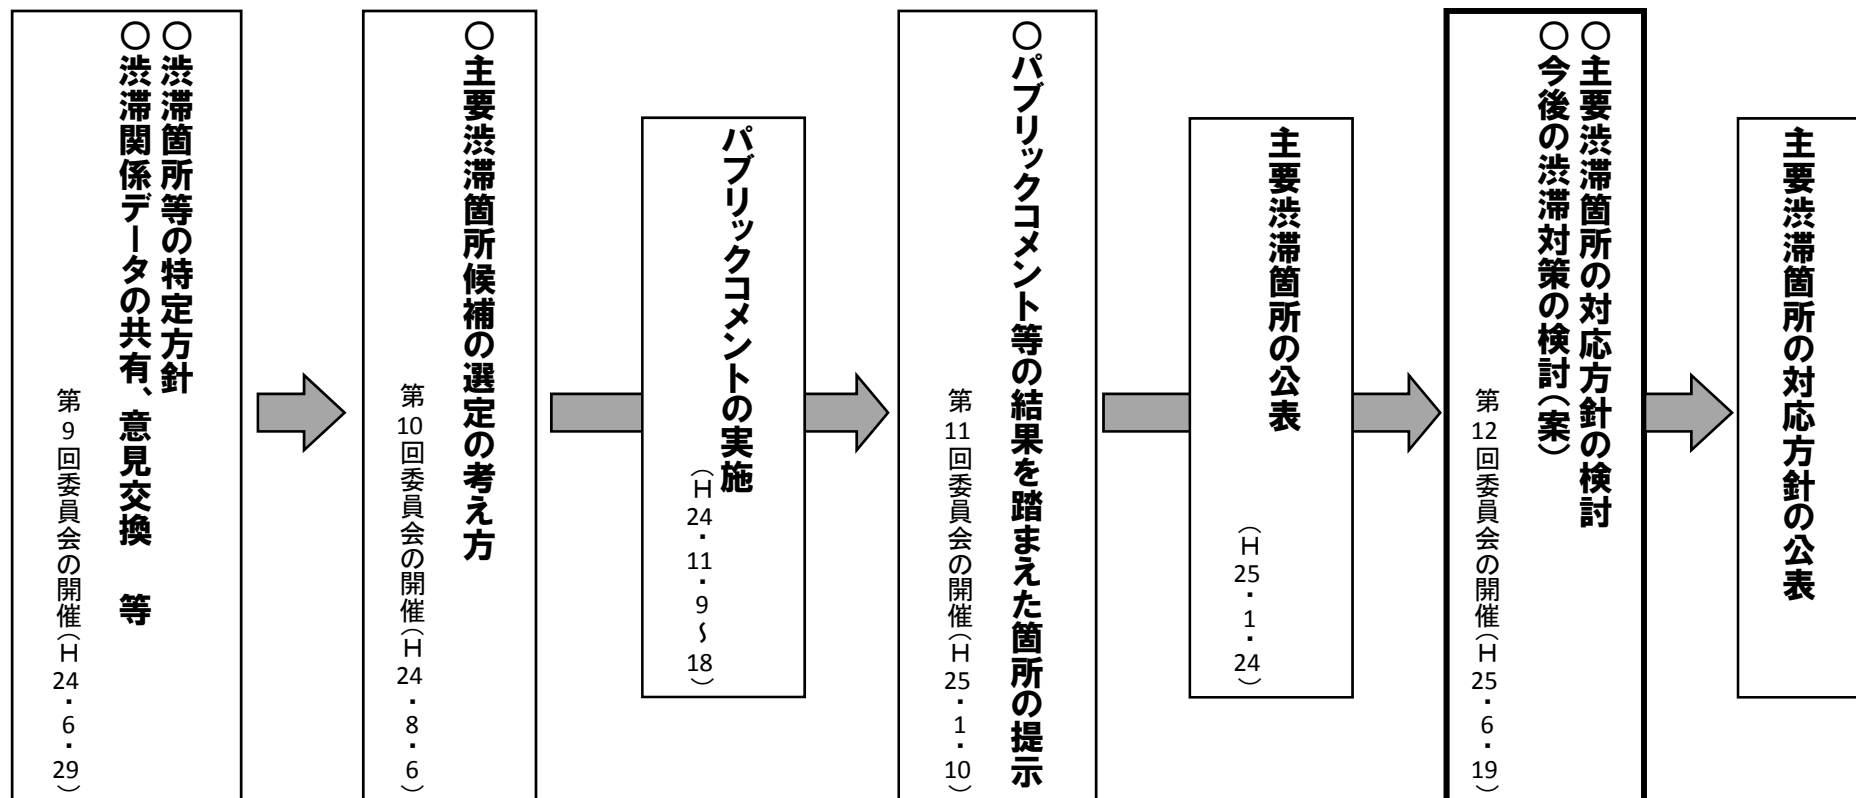 ○渋滞箇所等の特定方針
○渋滞関係データの共有、意見交換　等
第9回委員会の開催（H24・6・29）
○主要渋滞箇所候補の選定の考え方
第10回委員会の開催（H24・8・6）
パブリックコメントの実施
（H24・11・9～18）
○パブリックコメント等の結果を踏まえた箇所の提示
第11回委員会の開催（H25・1・10）
主要渋滞箇所の公表
（H25・1・24）
○主要渋滞箇所の対応方針の検討
○今後の渋滞対策の検討（案）
第12回委員会の開催（H25・6・19）
主要渋滞箇所の対応方針の公表